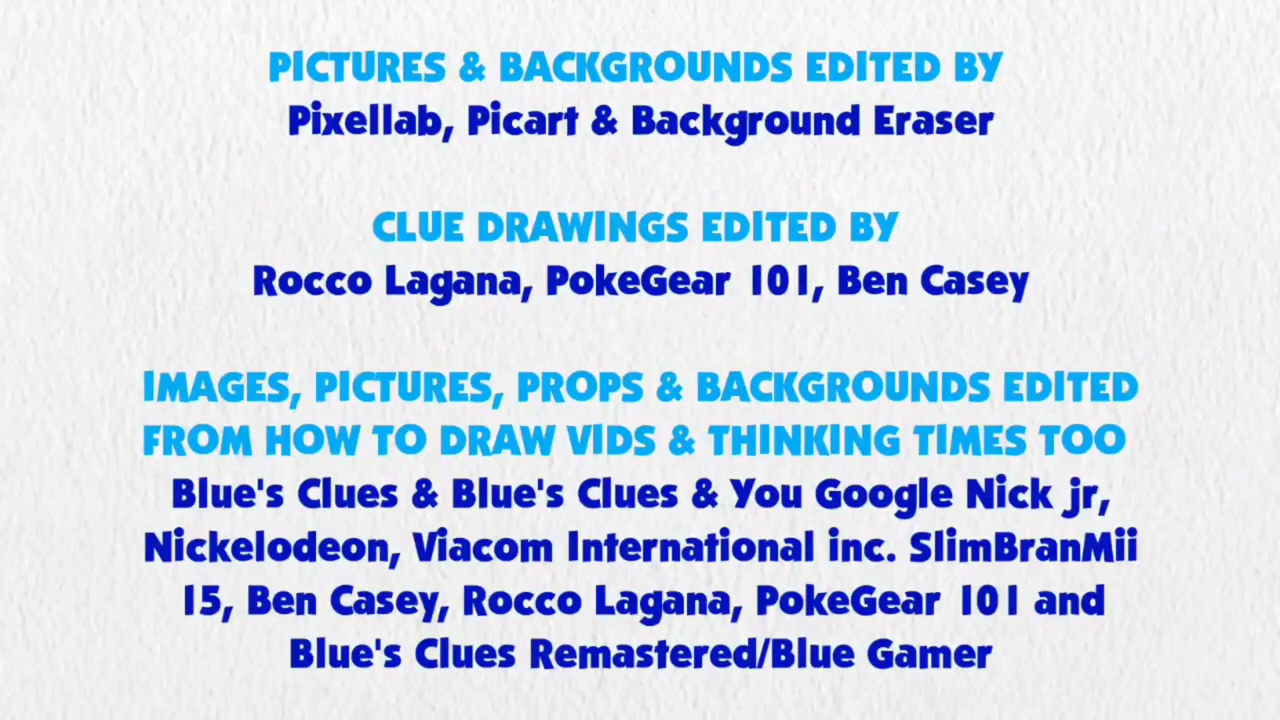 PICTURES & BACKGROUNDS EDITED BY
Pixellab, Picart & Background Eraser
CLUE DRAWINGS EDITED BY
Rocco Lagana, PokeGear 101, Ben Casey
IMAGES, PICTURES, PROPS & BACKGROUNDS EDITED
FROM HOW TO DRAW VIDS & THINKING TIMES TOO
Blue's Clues & Blue's Clues & You Google Nick jr,
Nickelodeon, Viacom International inc. SlimBranMii
15, Ben Casey, Rocco Lagana, PokeGear 101 and
Blue's Clues Remastered/Blue Gamer